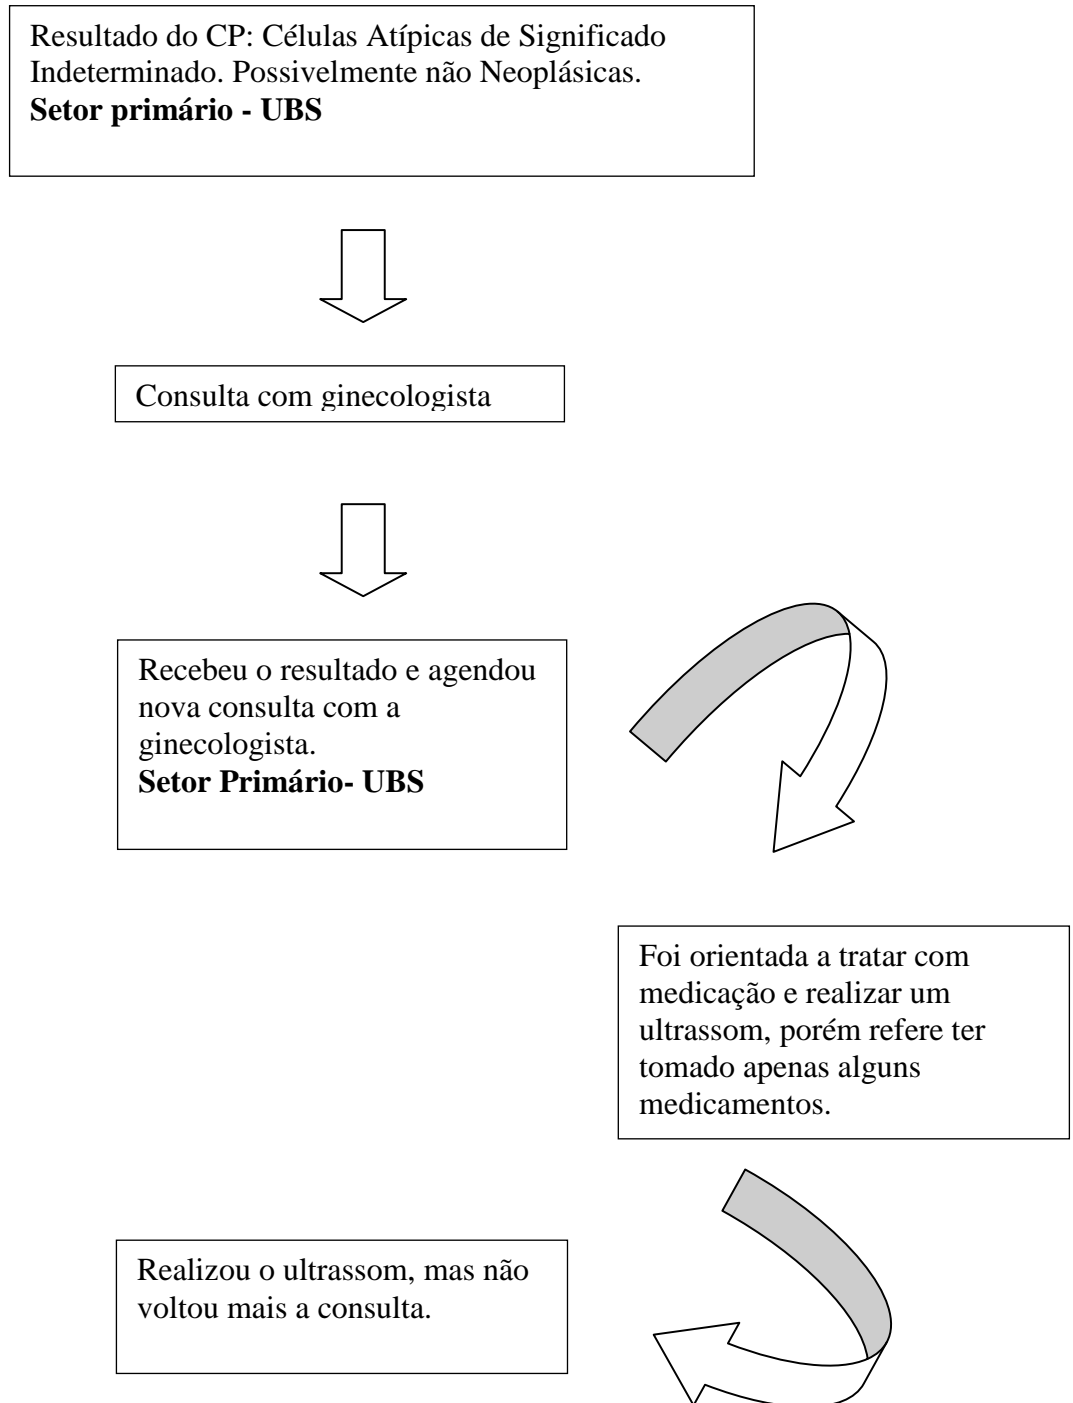 Resultado do CP: Células Atípicas de Significado
Indeterminado. Possivelmente não Neoplásicas.
Setor primário - UBS
Consulta com ginecologista
Recebeu o resultado e agendou
nova consulta com a
ginecologista.
Setor Primário- UBS
Foi orientada a tratar com
medicação e realizar um
ultrassom, porém refere ter
tomado apenas alguns
medicamentos.
Realizou o ultrassom, mas não
voltou mais a consulta.